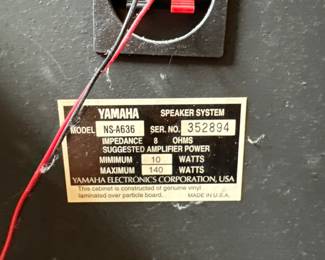 YAMAHA SPEAKER SYSTEM
MODEL NS-A636 SER. NO. 352894
IMPEDANCE 8 OHMS
SUGGESTED AMPLIFIER POWER
MIMIMUM 10 WATTS
MAXIMUM 140 WATTS
YAMAHA ELECTRONICS CORPORATION, USA
This cabinet is constructed of genuine vinyl
laminated over particle board. MADE IN U.S.A.